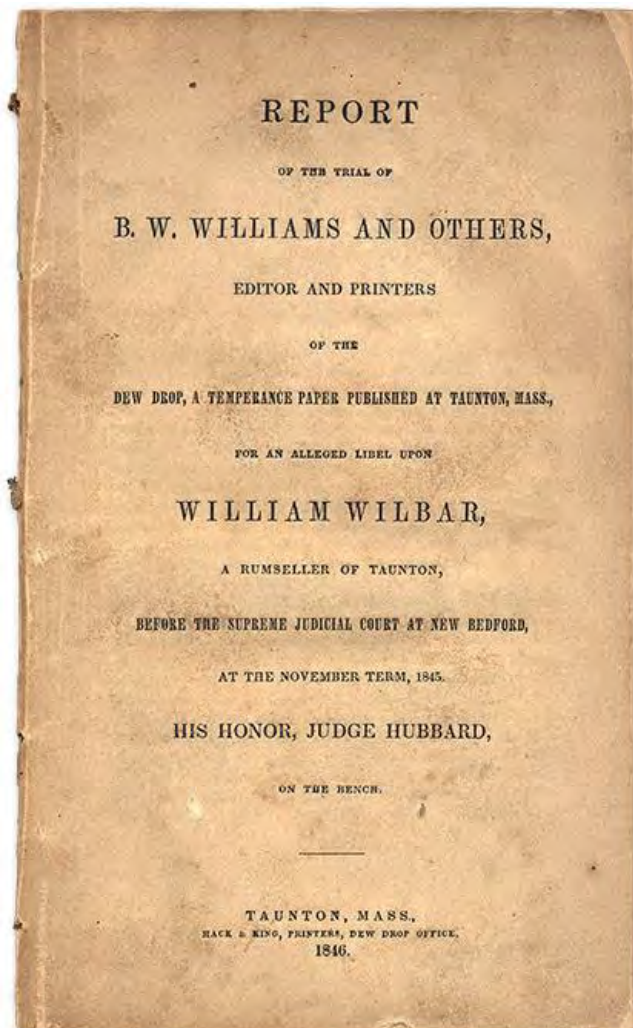 REPORT
OF THE TRIAL OF
B. W. WILLIAMS AND OTHERS,
EDITOR AND PRINTERS
OF THE
DEW DROP, A TEMPERANCE PAPER PUBLISHED AT TAUNTON, MASS.,
FOR AN ALLEGED LIBEL UPON
WILLIAM WILBAR,
A RUMSELLER OF TAUNTON,
BEFORE THE SUPREME JUDICIAL COURT AT NEW BEDFORD,
AT THE NOVEMBER TERM, 1845.
HIS HONOR, JUDGE HUBBARD,
ON THE BENCH.
TAUNTON, MASS.,
HACK & KING, PRINTERS, DEW DROP OFFICE.
1846.